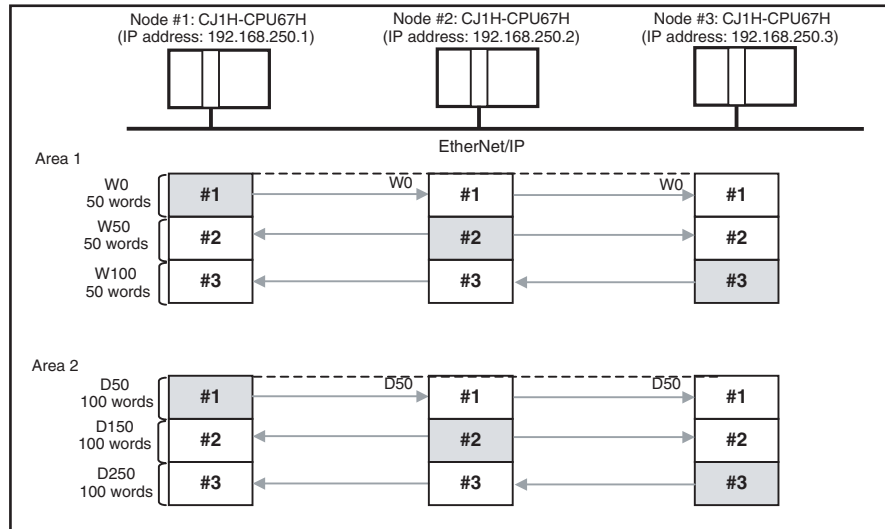 Node #1: CJ1H-CPU67H
(IP address: 192.168.250.1)
Node #2: CJ1H-CPU67H
(IP address: 192.168.250.2)
Node #3: CJ1H-CPU67H
(IP address: 192.168.250.3)
EtherNet/IP
Area 1
W0
50 words
#1
W0
#1
W0
#1
W50
50 words
#2
#2
#2
W100
50 words
#3
#3
#3
Area 2
D50
100 words
#1
D50
#1
D50
#1
D150
100 words
#2
#2
#2
D250
100 words
#3
#3
#3